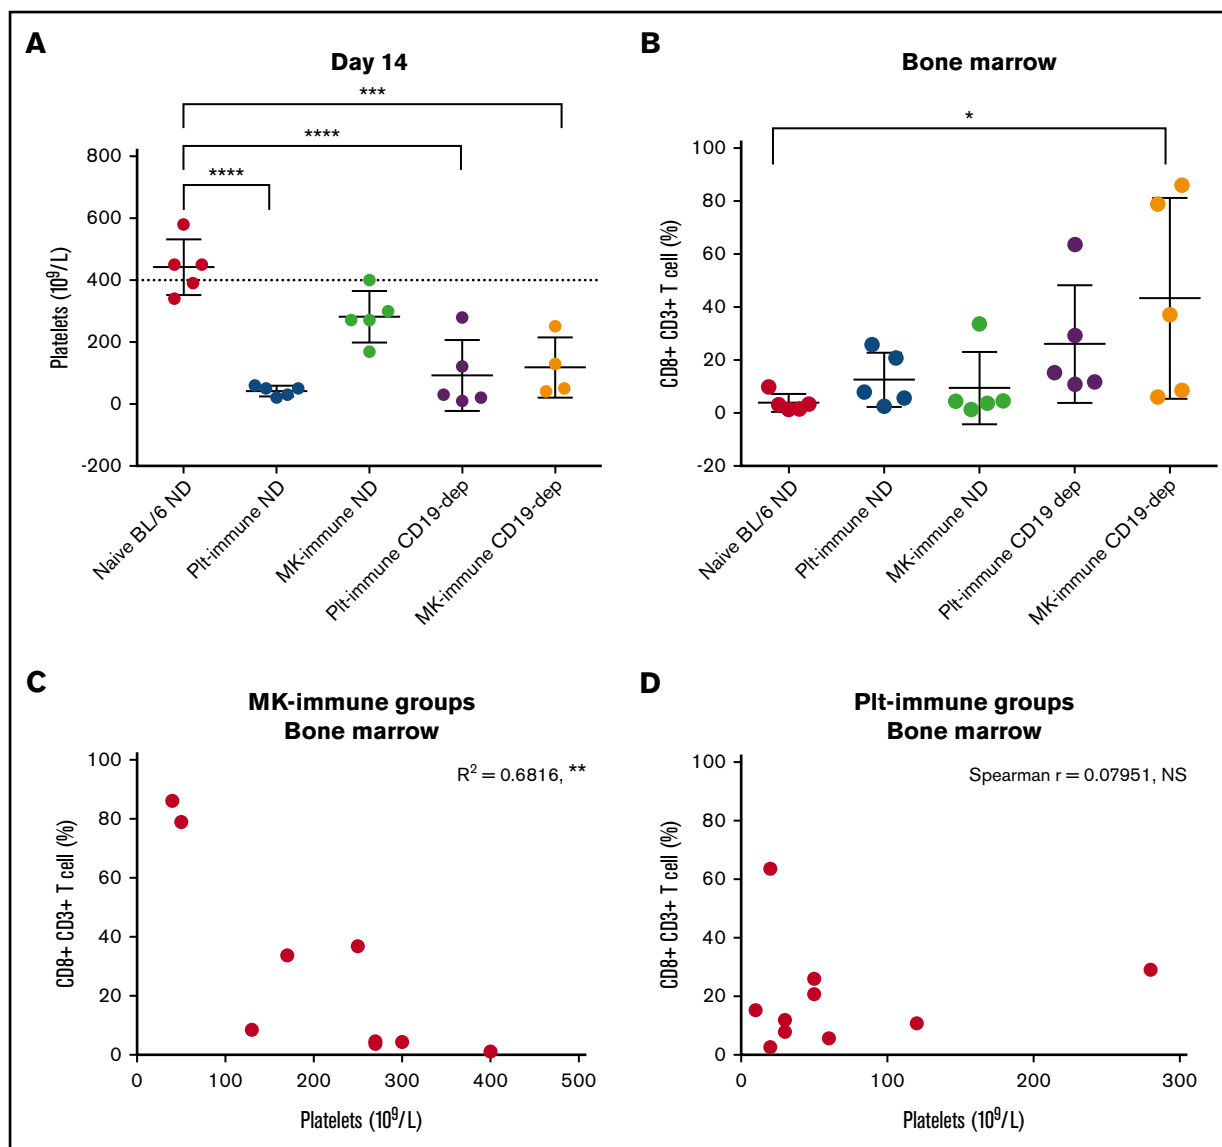 A
Day 14
***
****
****
Platelets (10⁹/L)
800
600
400
200
0
-200
Naive BL/6 ND
Plt-immune ND
MK-immune ND
Plt-immune CD19-dep
MK-immune CD19-dep
B
Bone marrow
*
CD8+ CD3+ T cell (%)
100
80
60
40
20
0
-20
Naive BL/6 ND
Plt-immune ND
MK-immune ND
Plt-immune CD19 dep
MK-immune CD19-dep
C
MK-immune groups
Bone marrow
R² = 0.6816, **
CD8+ CD3+ T cell (%)
100
80
60
40
20
0
0 100 200 300 400 500
Platelets (10⁹/L)
D
Plt-immune groups
Bone marrow
Spearman r = 0.07951, NS
CD8+ CD3+ T cell (%)
100
80
60
40
20
0
0 100 200 300
Platelets (10⁹/L)